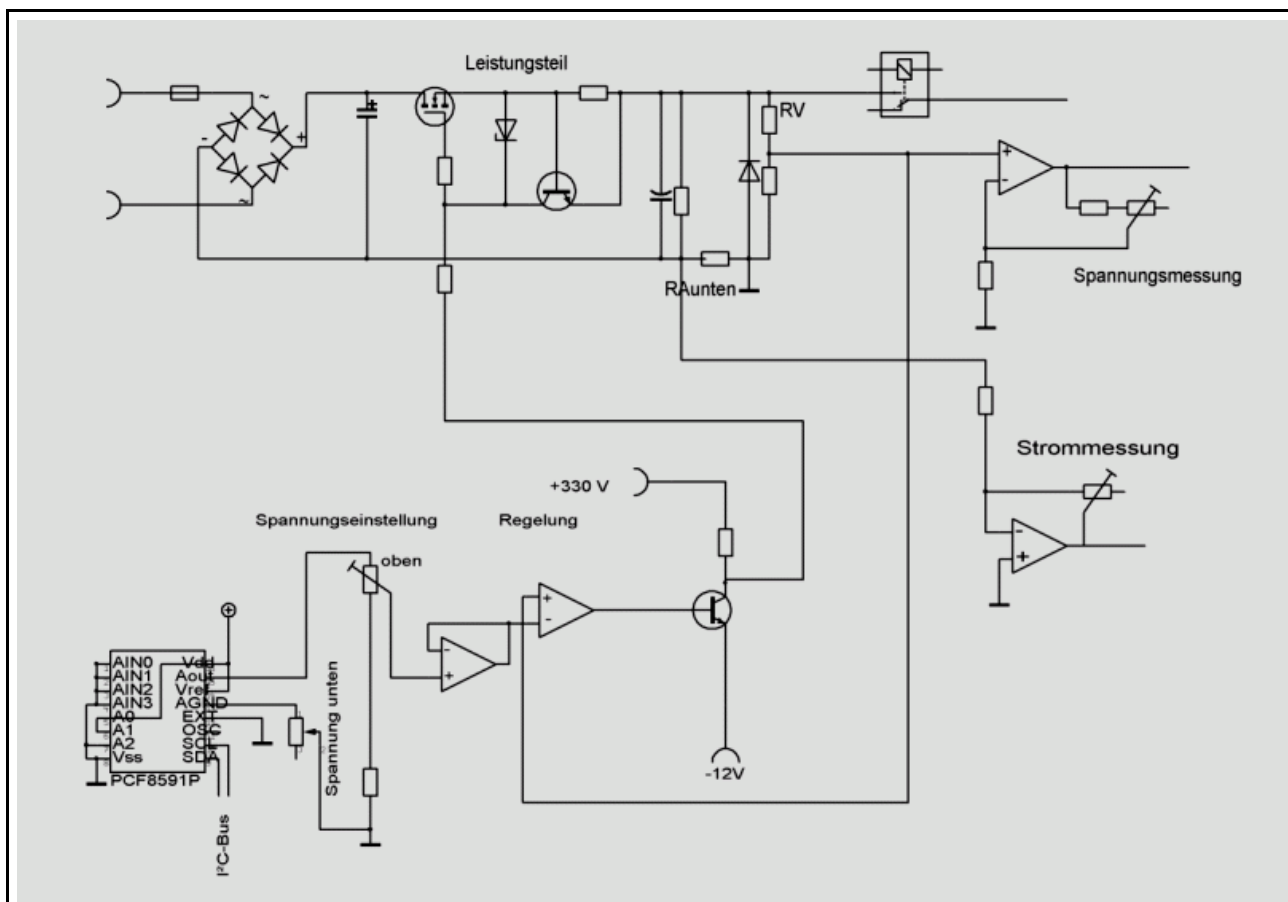 Leistungsteil
RV
RAunten
Spannungsmessung
Strommessung
+330 V
Spannungseinstellung
Regelung
oben
AIN0
AIN1
AIN2
AIN3
A0
A1
A2
Vss
Vdd
Aout
Vref
AGND
EXT
OSC
SCL
SDA
PCF8591P
Spannung unten
I²C-Bus
-12V